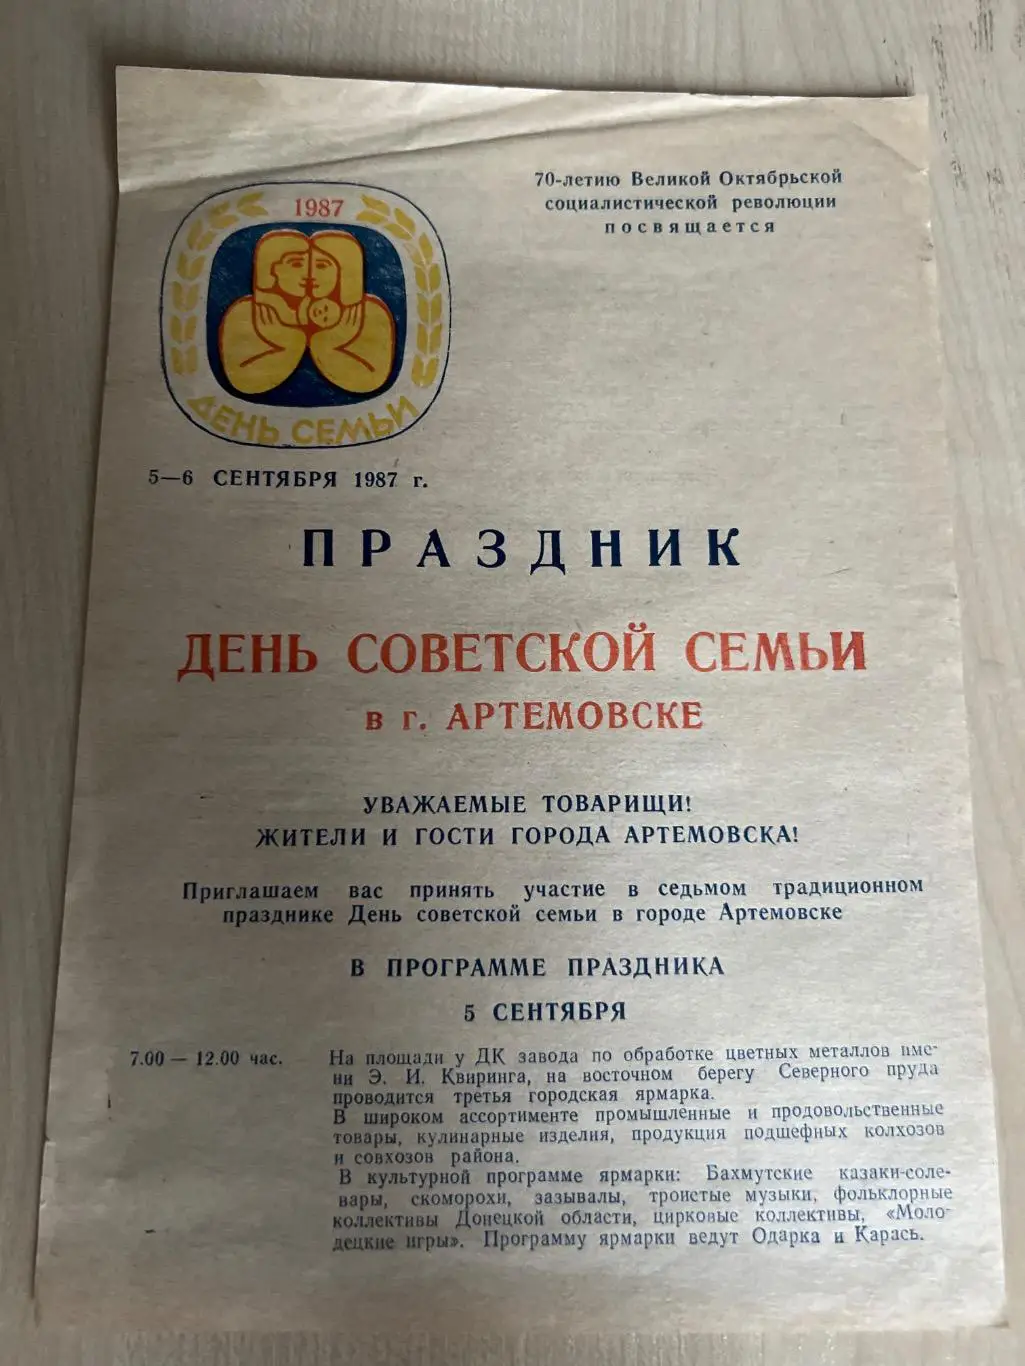 70-летию Великой Октябрьской
социалистической революции
посвящается
1987
ДЕНЬ СЕМЬИ
5—6 СЕНТЯБРЯ 1987 г.
ПРАЗДНИК
ДЕНЬ СОВЕТСКОЙ СЕМЬИ
в г. АРТЕМОВСКЕ
УВАЖАЕМЫЕ ТОВАРИЩИ!
ЖИТЕЛИ И ГОСТИ ГОРОДА АРТЕМОВСКА!
Приглашаем вас принять участие в седьмом традиционном
празднике День советской семьи в городе Артемовске
В ПРОГРАММЕ ПРАЗДНИКА
5 СЕНТЯБРЯ
7.00 — 12.00 час. На площади у ДК завода по обработке цветных металлов име-
ни Э. И. Квиринга, на восточном берегу Северного пруда
проводится третья городская ярмарка.
В широком ассортименте промышленные и продовольственные
товары, кулинарные изделия, продукция подшефных колхозов
и совхозов района.
В культурной программе ярмарки: Бахмутские казаки-соле-
вары, скоморохи, зазывалы, троистые музыки, фольклорные
коллективы Донецкой области, цирковые коллективы, «Моло-
децкие игры». Программу ярмарки ведут Одарка и Карась.